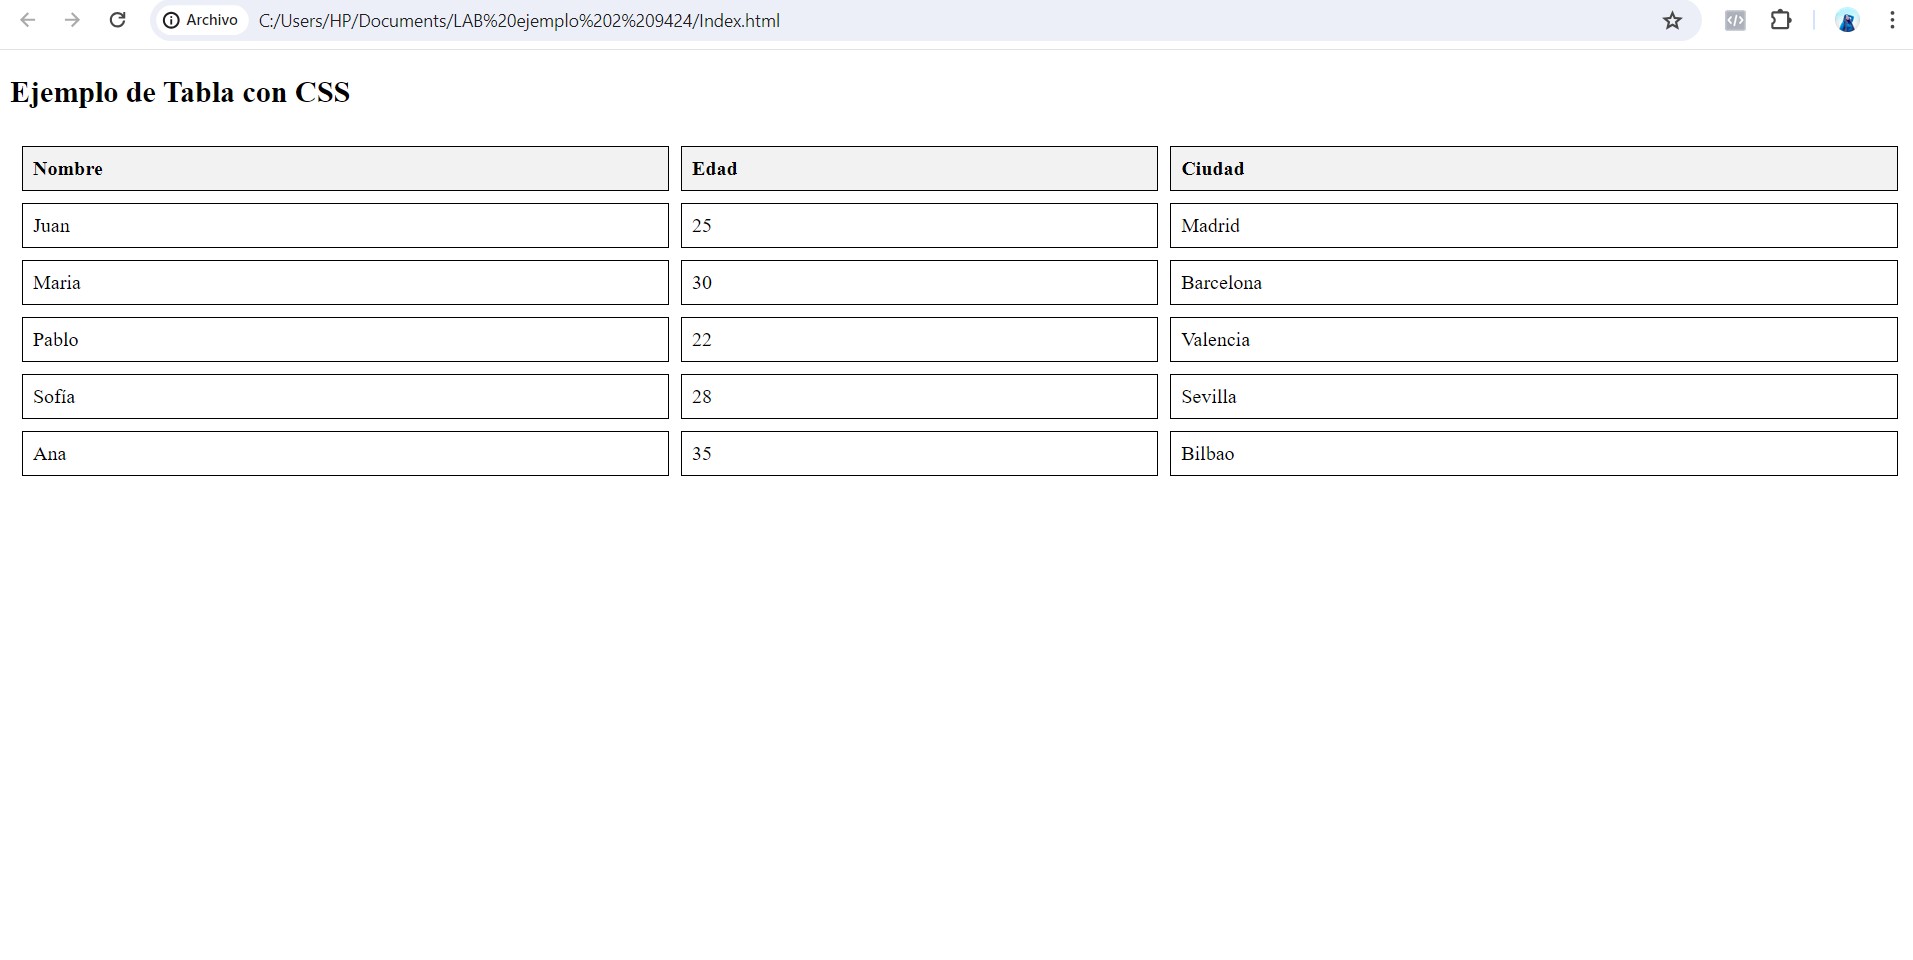 Archivo C:/Users/HP/Documents/LAB%20ejemplo%202%209424/Index.html
Ejemplo de Tabla con CSS
Nombre Edad Ciudad
Juan 25 Madrid
Maria 30 Barcelona
Pablo 22 Valencia
Sofía 28 Sevilla
Ana 35 Bilbao